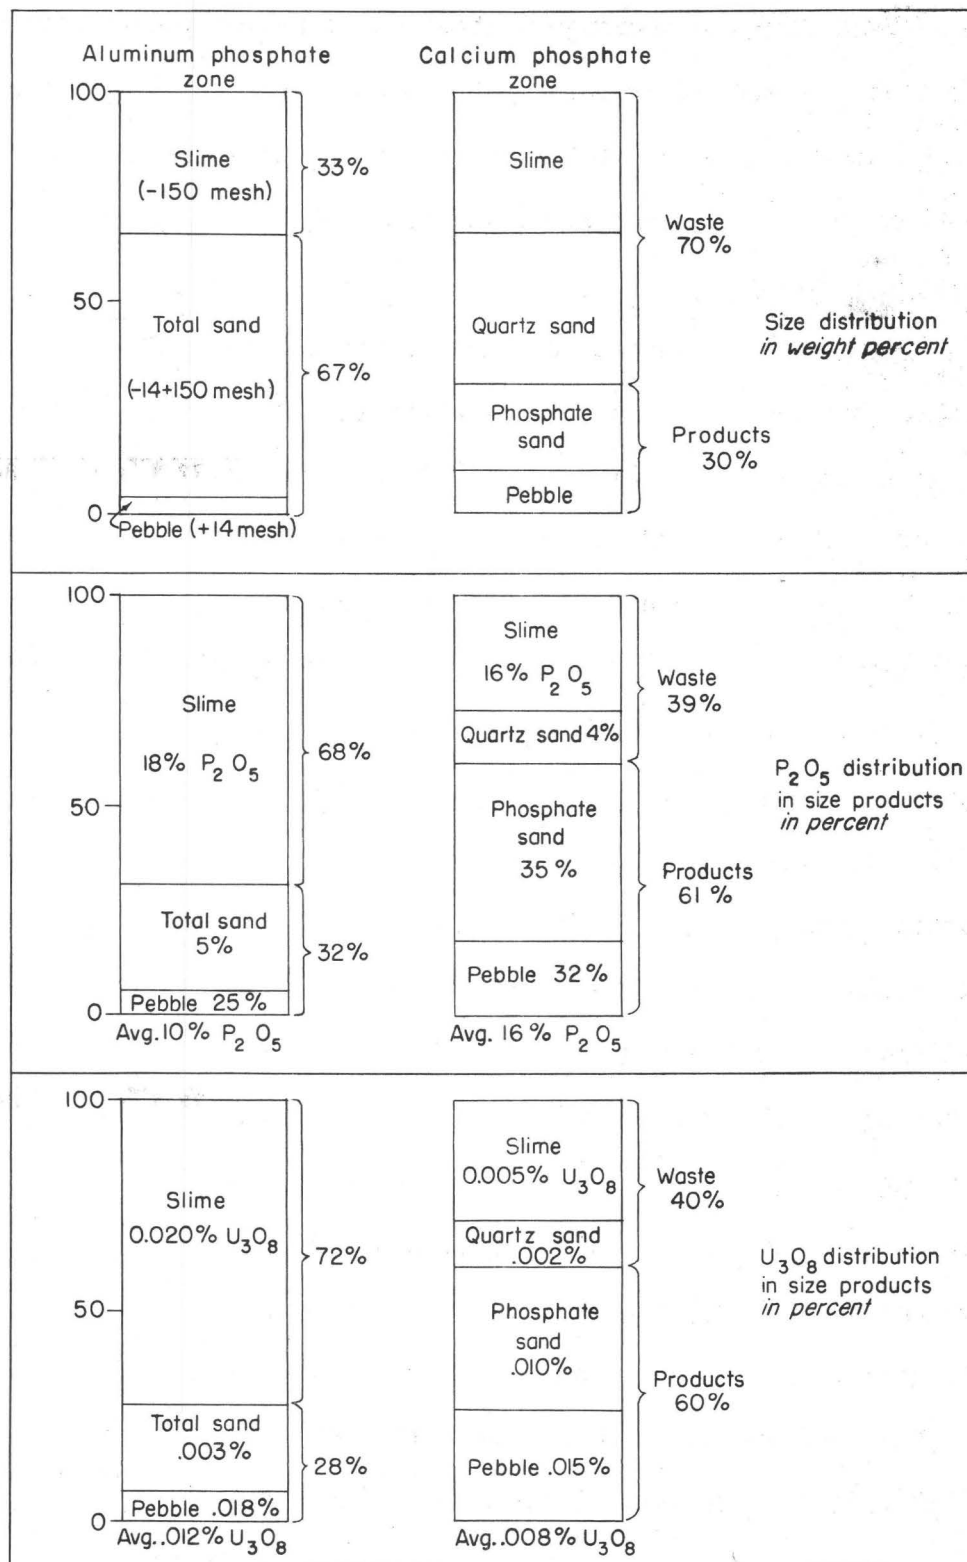 Aluminum phosphate
zone
Calcium phosphate
zone
100
Slime
(-150 mesh)
33%
Slime
Waste
70%
50
Total sand
(-14+150 mesh)
67%
Quartz sand
Size distribution
in weight percent
Phosphate
sand
Products
30%
Pebble
0
Pebble (+14 mesh)
100
Slime
18% P2O5
68%
Slime
16% P2O5
Waste
39%
Quartz sand 4%
50
Phosphate
sand
35%
P2O5 distribution
in size products
in percent
Total sand
5%
32%
Products
61%
Pebble 25%
Pebble 32%
0
Avg. 10% P2O5
Avg. 16% P2O5
100
Slime
0.020% U3O8
72%
Slime
0.005% U3O8
Waste
40%
Quartz sand
.002%
50
Phosphate
sand
.010%
U3O8 distribution
in size products
in percent
Total sand
.003%
28%
Products
60%
Pebble .018%
Pebble .015%
0
Avg. .012% U3O8
Avg. .008% U3O8